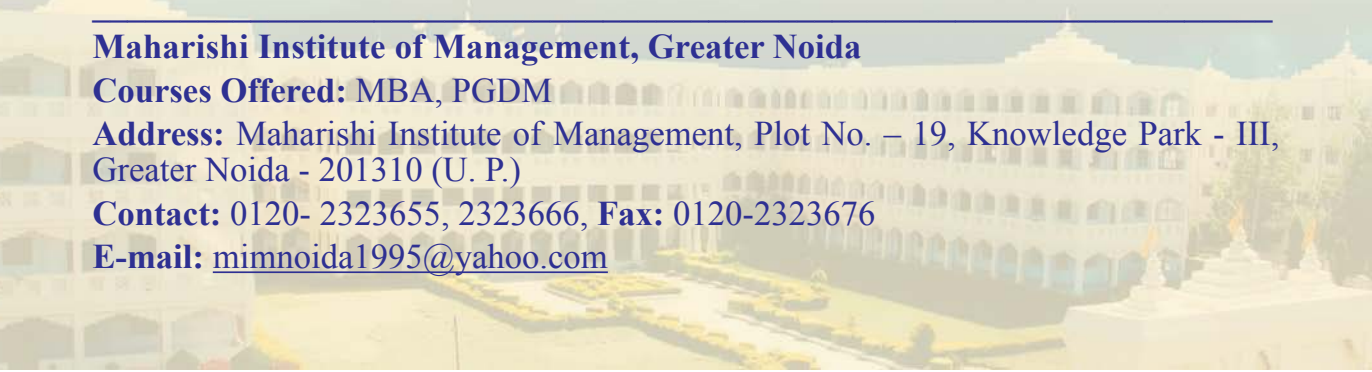 Maharishi Institute of Management, Greater Noida
Courses Offered: MBA, PGDM
Address: Maharishi Institute of Management, Plot No. – 19, Knowledge Park - III,
Greater Noida - 201310 (U. P.)
Contact: 0120- 2323655, 2323666, Fax: 0120-2323676
E-mail: mimnoida1995@yahoo.com